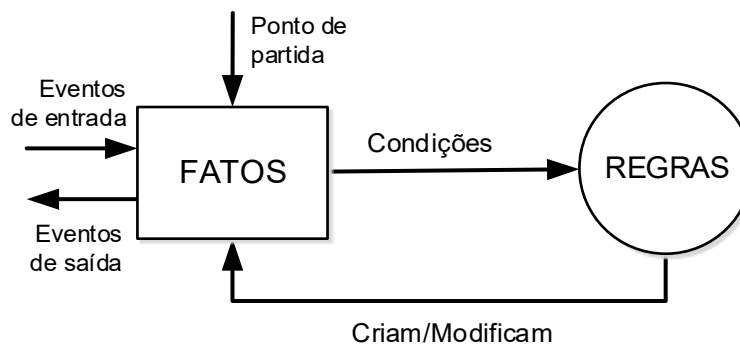 Ponto de
partida
Eventos
de entrada
FATOS
Condições
REGRAS
Eventos
de saída
Criam/Modificam